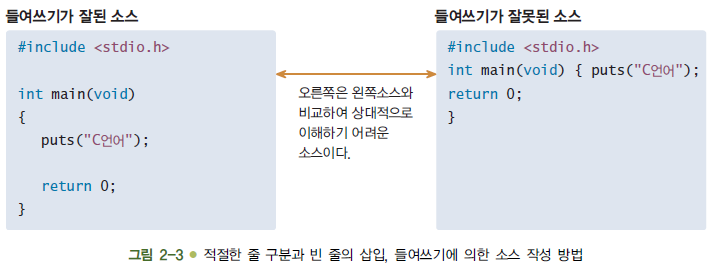 들여쓰기가 잘된 소스
#include <stdio.h>
int main(void)
{
puts("C언어");
return 0;
}
오른쪽은 왼쪽소스와
비교하여 상대적으로
이해하기 어려운
소스이다.
들여쓰기가 잘못된 소스
#include <stdio.h>
int main(void) { puts("C언어");
return 0;
}
그림 2-3 ● 적절한 줄 구분과 빈 줄의 삽입, 들여쓰기에 의한 소스 작성 방법